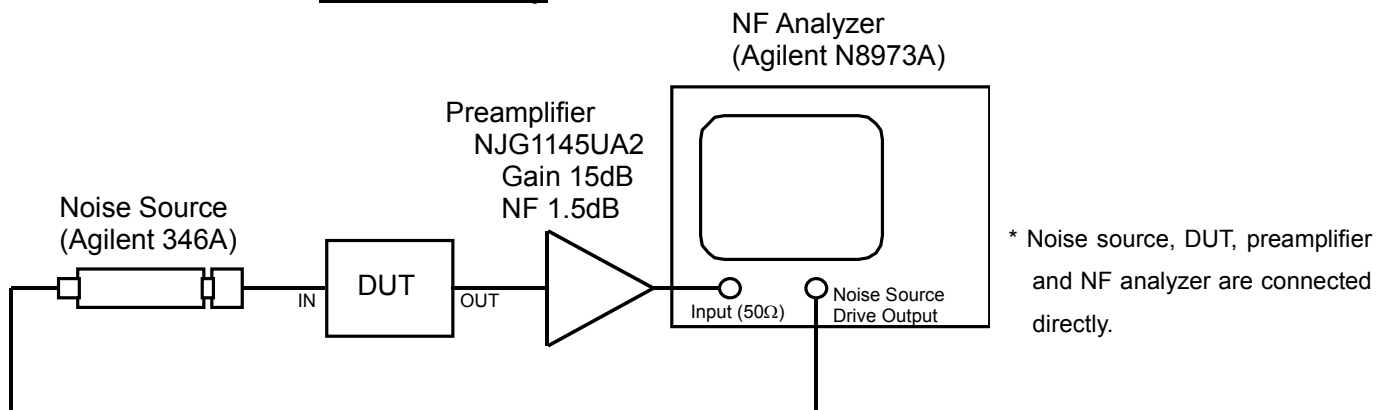 NF Analyzer
(Agilent N8973A)
Preamplifier
NJG1145UA2
Gain 15dB
NF 1.5dB
Noise Source
(Agilent 346A)
IN
DUT
OUT
Input (50Ω)
Noise Source
Drive Output
* Noise source, DUT, preamplifier
and NF analyzer are connected
directly.